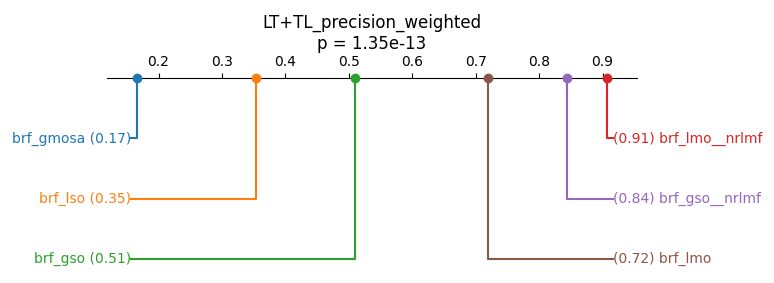 LT+TL_precision_weighted
p = 1.35e-13
0.2 0.3 0.4 0.5 0.6 0.7 0.8 0.9
brf_gmosa (0.17) (0.91) brf_lmo__nrlmf
brf_lso (0.35) (0.84) brf_gso__nrlmf
brf_gso (0.51) (0.72) brf_lmo